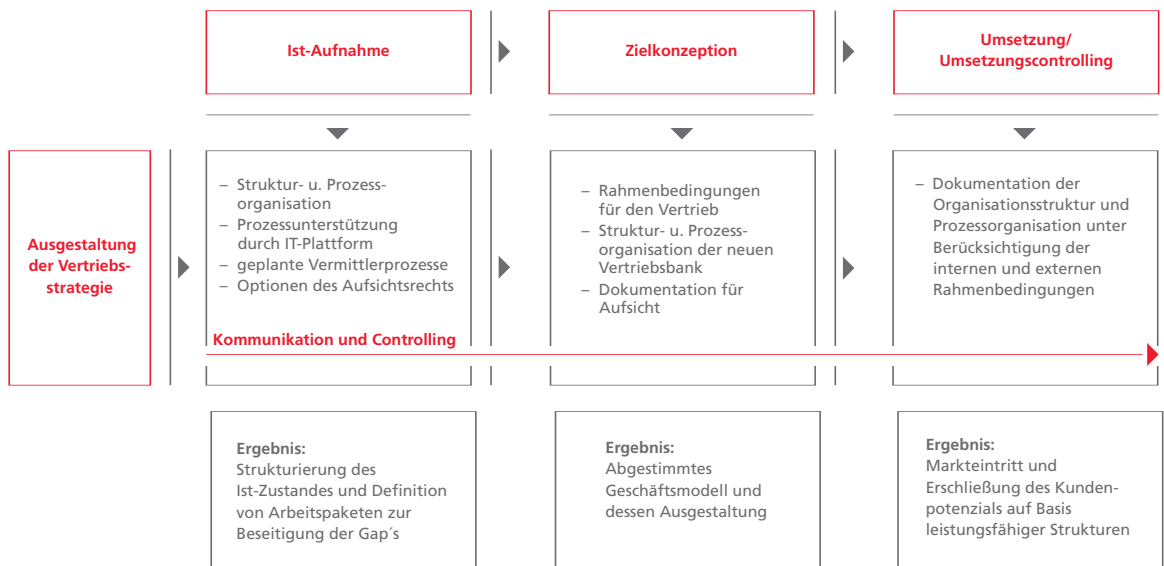 Ist-Aufnahme
Zielkonzeption
Umsetzung/
Umsetzungscontrolling
Ausgestaltung
der Vertriebs-
strategie
– Struktur- u. Prozess-
organisation
– Prozessunterstützung
durch IT-Plattform
– geplante Vermittlerprozesse
– Optionen des Aufsichtsrechts
– Rahmenbedingungen
für den Vertrieb
– Struktur- u. Prozess-
organisation der neuen
Vertriebsbank
– Dokumentation für
Aufsicht
– Dokumentation der
Organisationsstruktur und
Prozessorganisation unter
Berücksichtigung der
internen und externen
Rahmenbedingungen
Kommunikation und Controlling
Ergebnis:
Strukturierung des
Ist-Zustandes und Definition
von Arbeitspaketen zur
Beseitigung der Gap´s
Ergebnis:
Abgestimmtes
Geschäftsmodell und
dessen Ausgestaltung
Ergebnis:
Markteintritt und
Erschließung des Kunden-
potenzials auf Basis
leistungsfähiger Strukturen